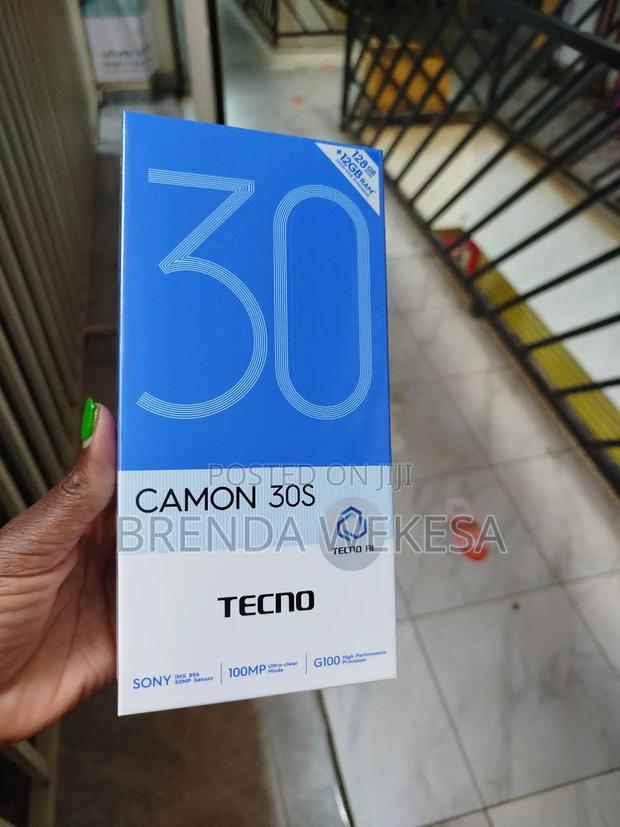 128GB
+12GB RAM*
30
POSTED ON JIJI
CAMON 30S
BRENDA WEKESA
TECNO AI
TECNO
SONY IMX 896 50MP Sensor
100MP Ultra-clear Mode
G100 High Performance Processor